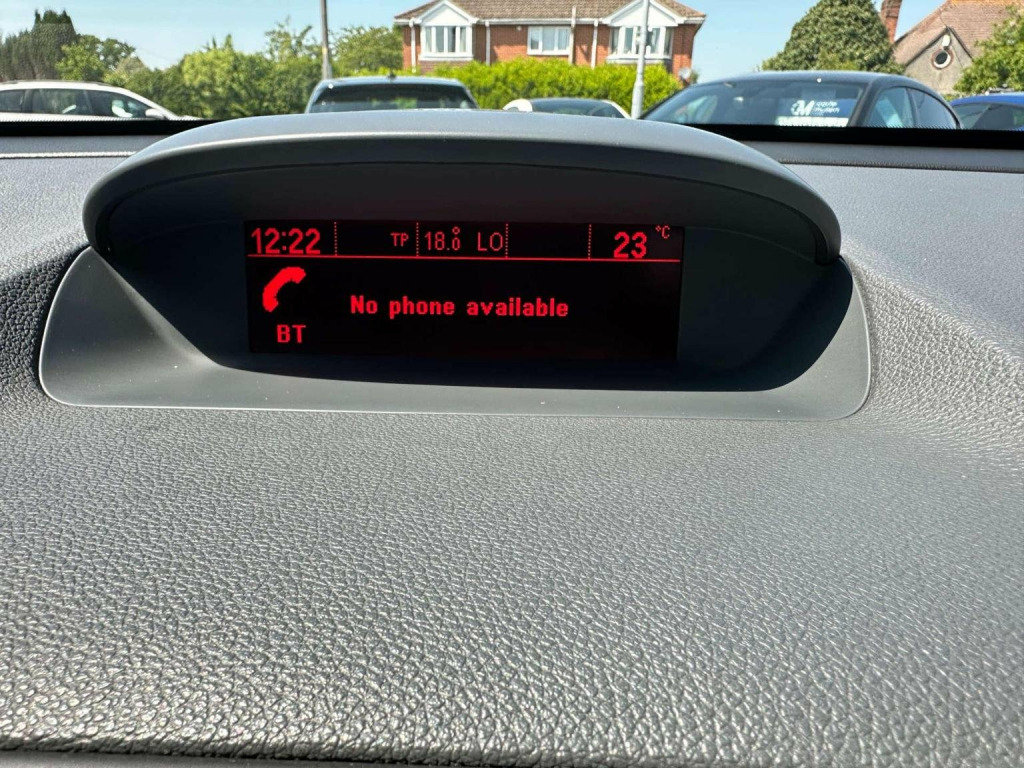 12:22 TP 18.0 LO 23 °C
No phone available
BT